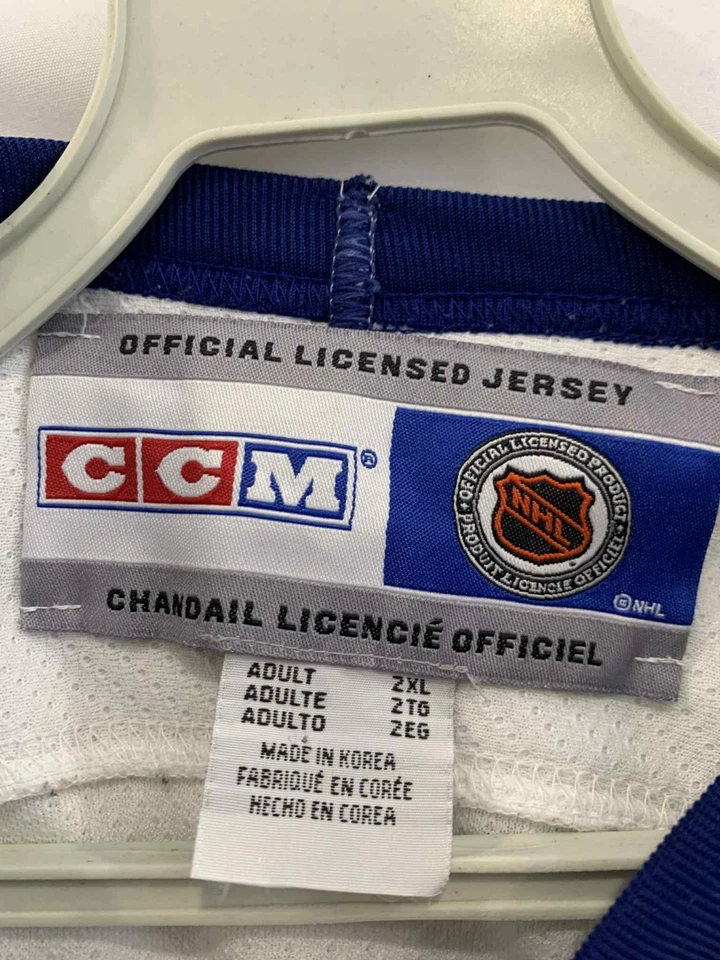 OFFICIAL LICENSED JERSEY
CCM®
OFFICIAL LICENSED PRODUCT
NHL
PRODUIT LICENCIÉ OFFICIEL
© NHL
CHANDAIL LICENCIÉ OFFICIEL
ADULT 2XL
ADULTE 2TG
ADULTO 2EG
MADE IN KOREA
FABRIQUÉ EN CORÉE
HECHO EN COREA